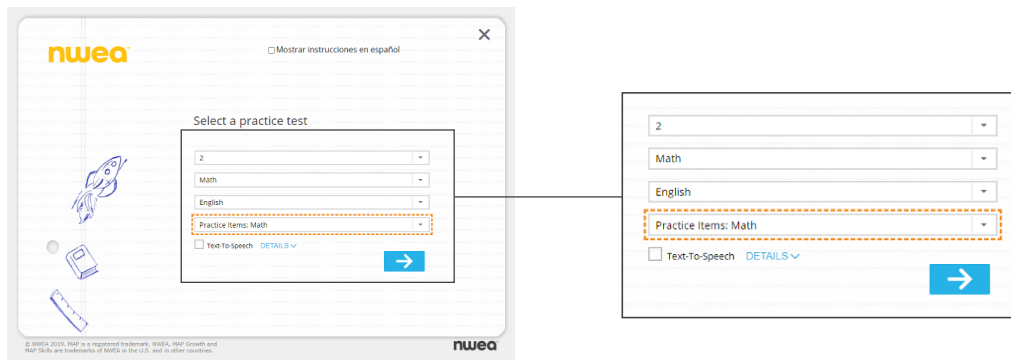 nwea
Mostrar instrucciones en español
Select a practice test
2
Math
English
Practice Items: Math
Text-To-Speech DETAILS
© NWEA 2019. MAP is a registered trademark. NWEA, MAP Growth and
MAP Skills are trademarks of NWEA in the U.S. and in other countries.
nwea
2
Math
English
Practice Items: Math
Text-To-Speech DETAILS